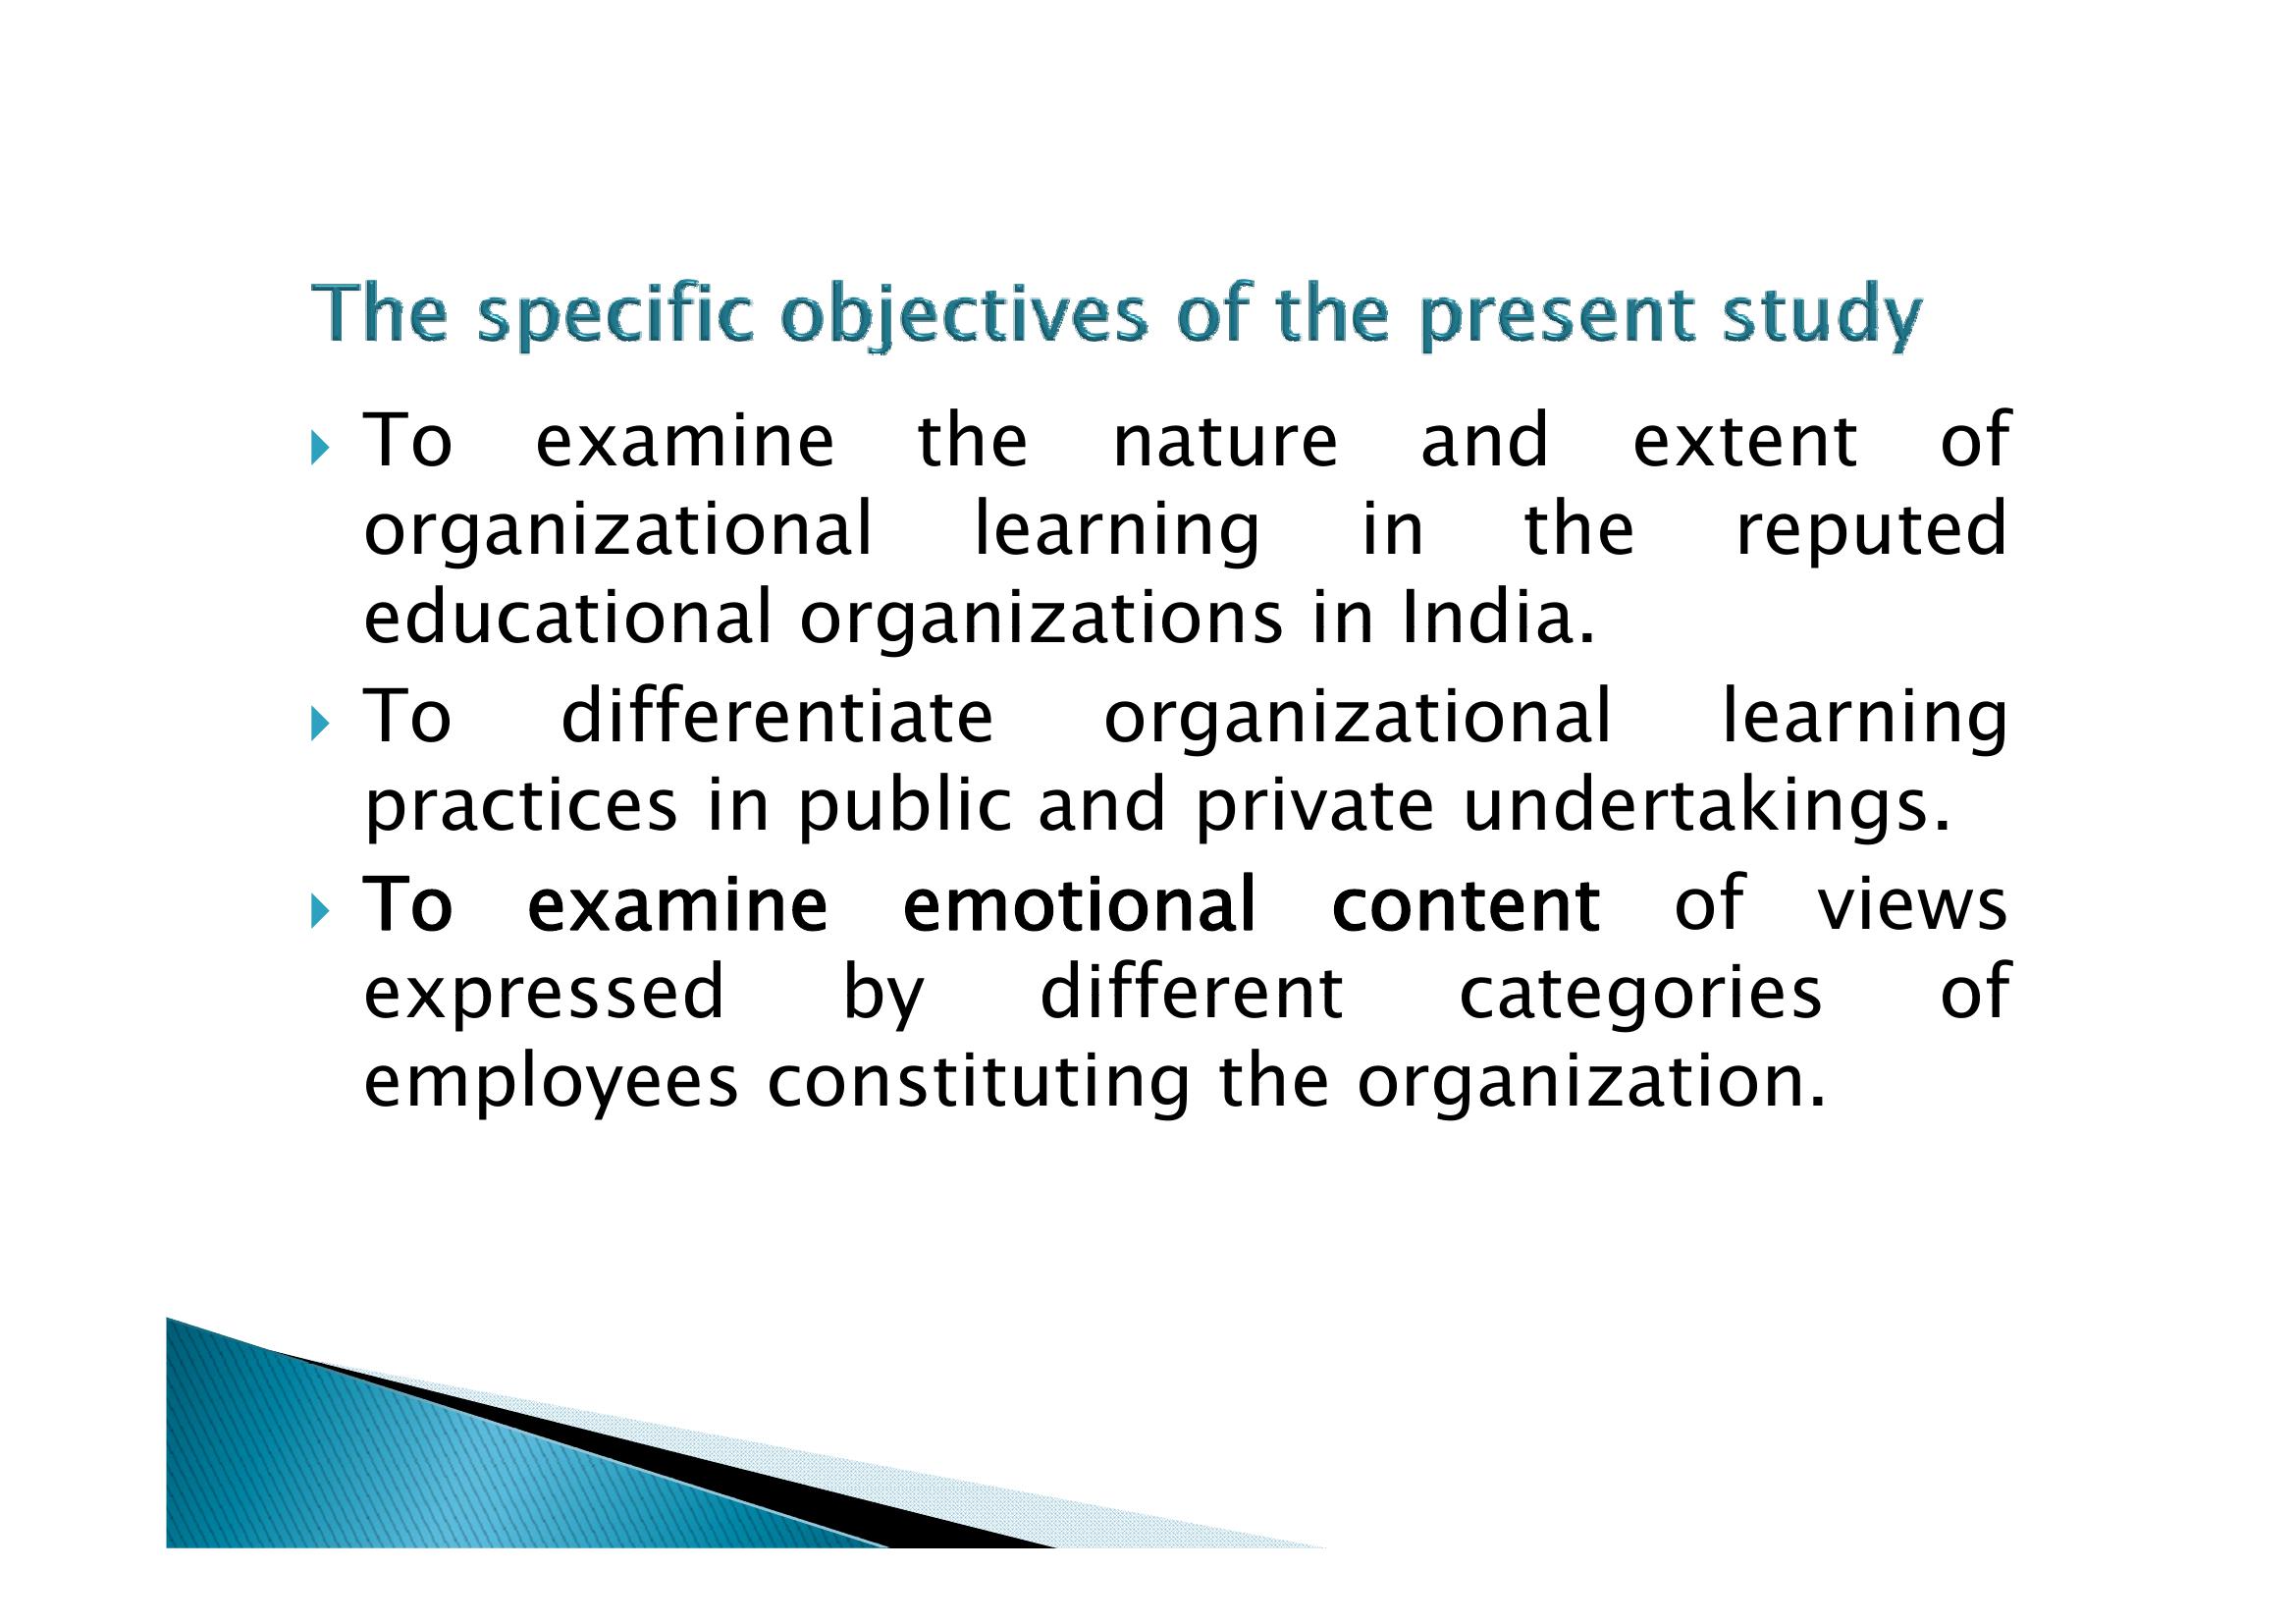 The specific objectives of the present study
To examine the nature and extent of
organizational learning in the reputed
educational organizations in India.
To differentiate organizational learning
practices in public and private undertakings.
To examine emotional content of views
expressed by different categories of
employees constituting the organization.